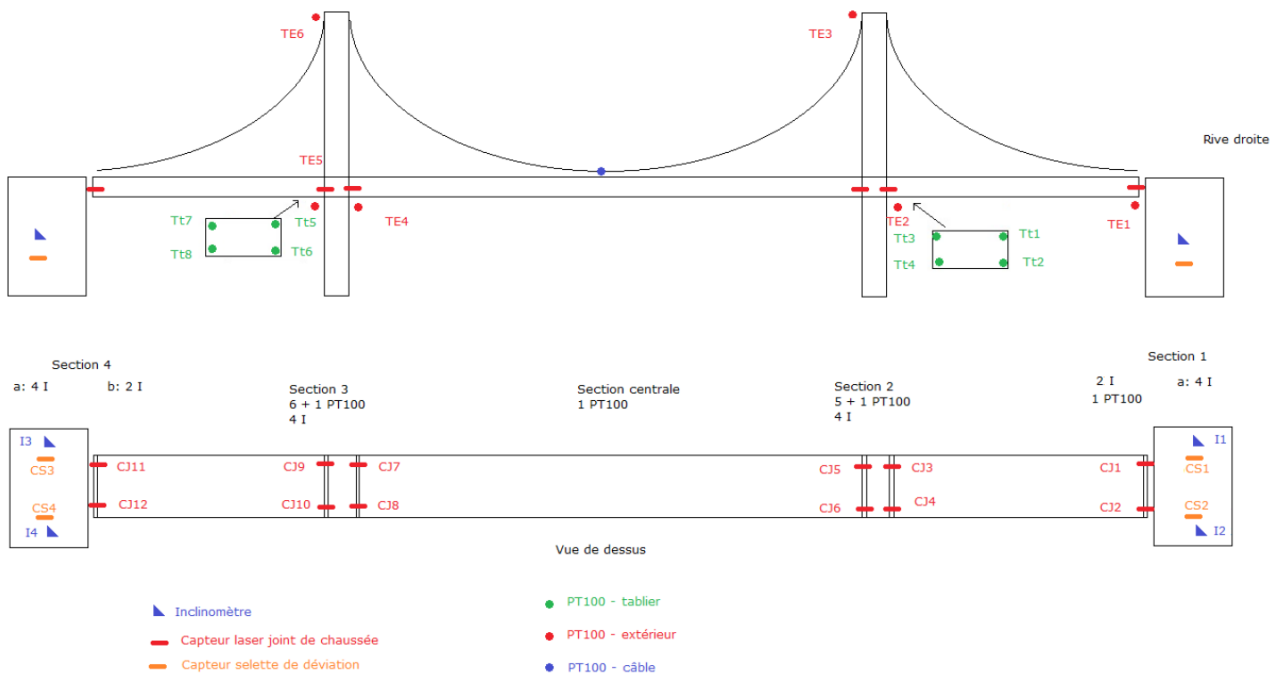 TE6
TE3
Rive droite
TE5
Tt7
Tt5
TE4
TE2
TE1
Tt8
Tt6
Tt3
Tt1
Tt4
Tt2
Section 4
a: 4 I
b: 2 I
Section 3
6 + 1 PT100
4 I
Section centrale
1 PT100
Section 2
5 + 1 PT100
4 I
2 I
1 PT100
Section 1
a: 4 I
I3
CS3
CJ11
CJ9
CJ7
CJ5
CJ3
CJ1
I1
CS1
CS4
I4
CJ12
CJ10
CJ8
CJ6
CJ4
CJ2
CS2
I2
Vue de dessus
Inclinomètre
Capteur laser joint de chaussée
Capteur selette de déviation
PT100 - tablier
PT100 - extérieur
PT100 - câble